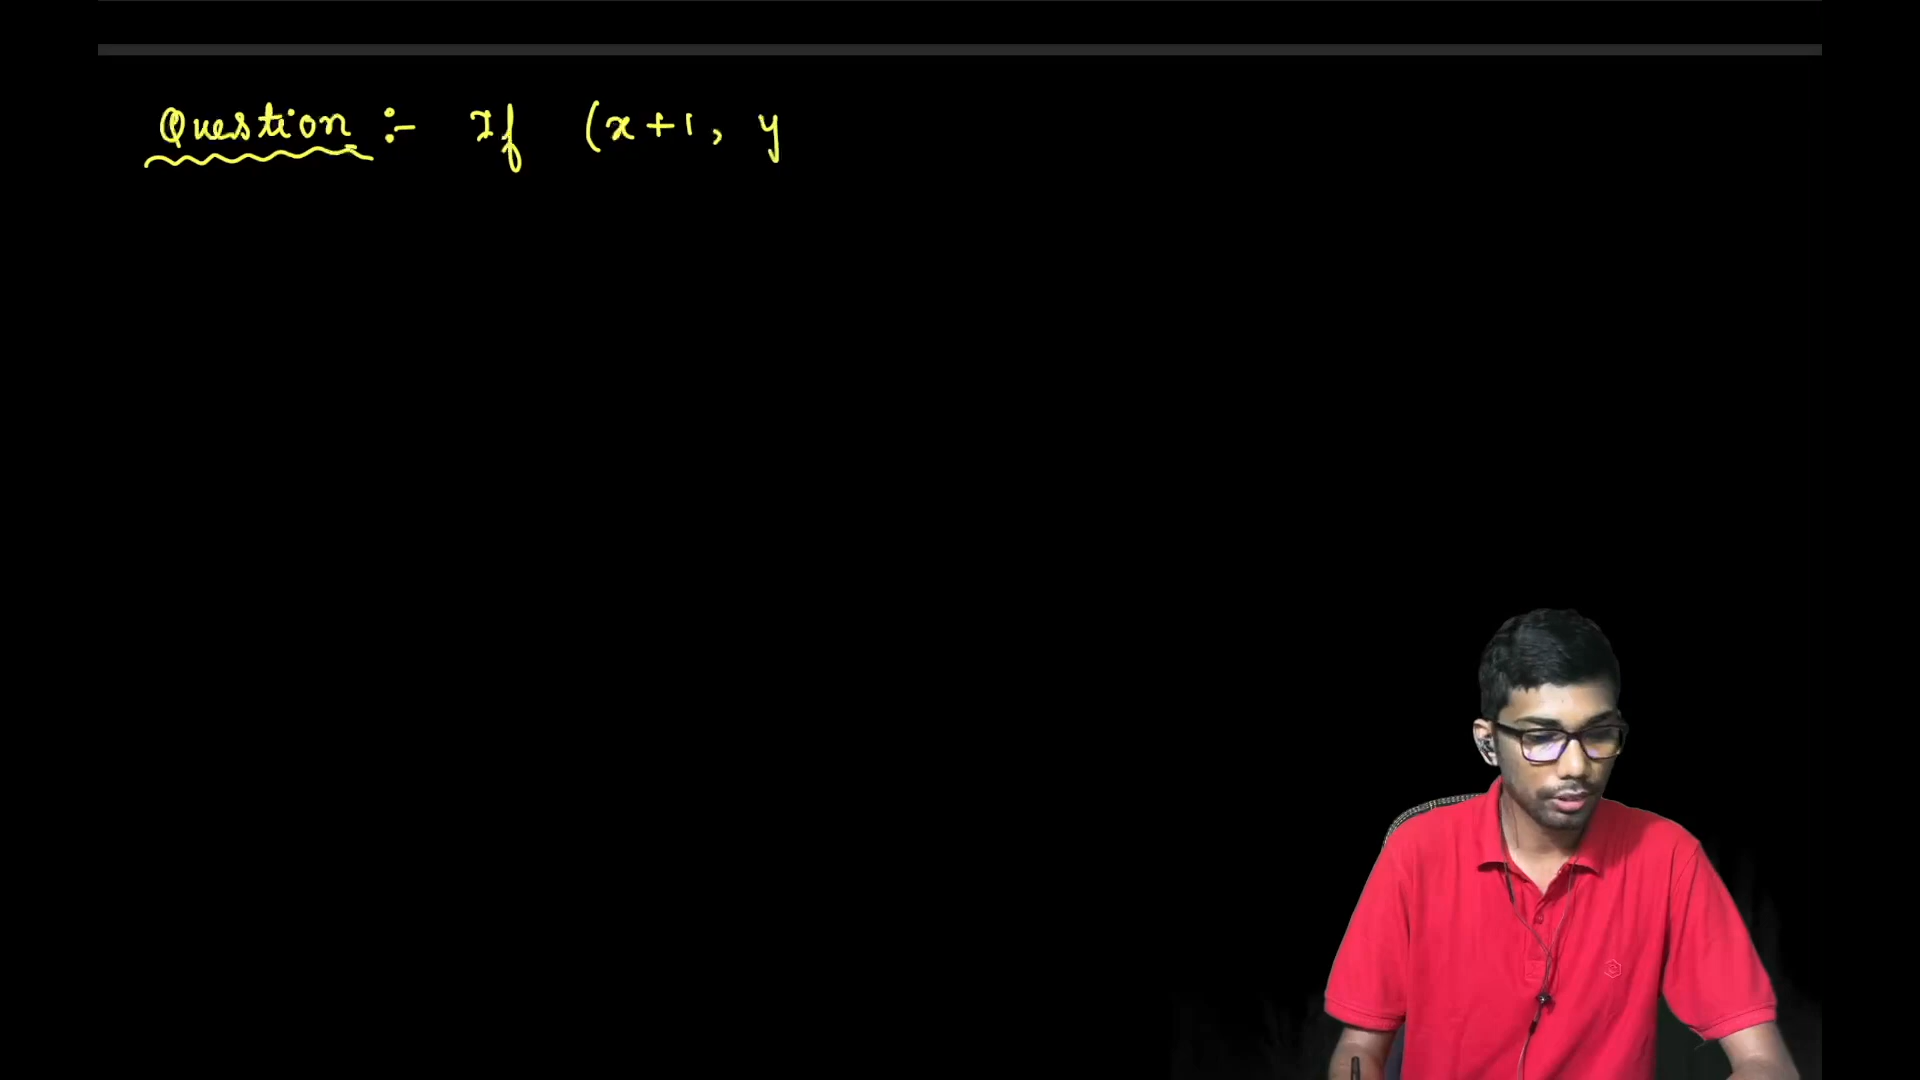 Question :- If (x+1, y